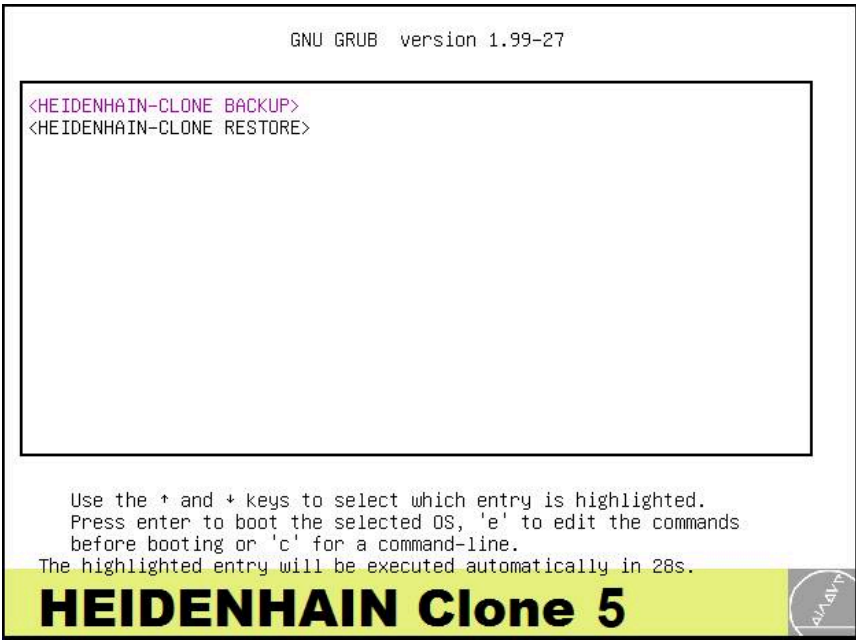 GNU GRUB version 1.99-27
<HEIDENHAIN-CLONE BACKUP>
<HEIDENHAIN-CLONE RESTORE>
Use the ↑ and ↓ keys to select which entry is highlighted.
Press enter to boot the selected OS, 'e' to edit the commands
before booting or 'c' for a command-line.
The highlighted entry will be executed automatically in 28s.
HEIDENHAIN Clone 5